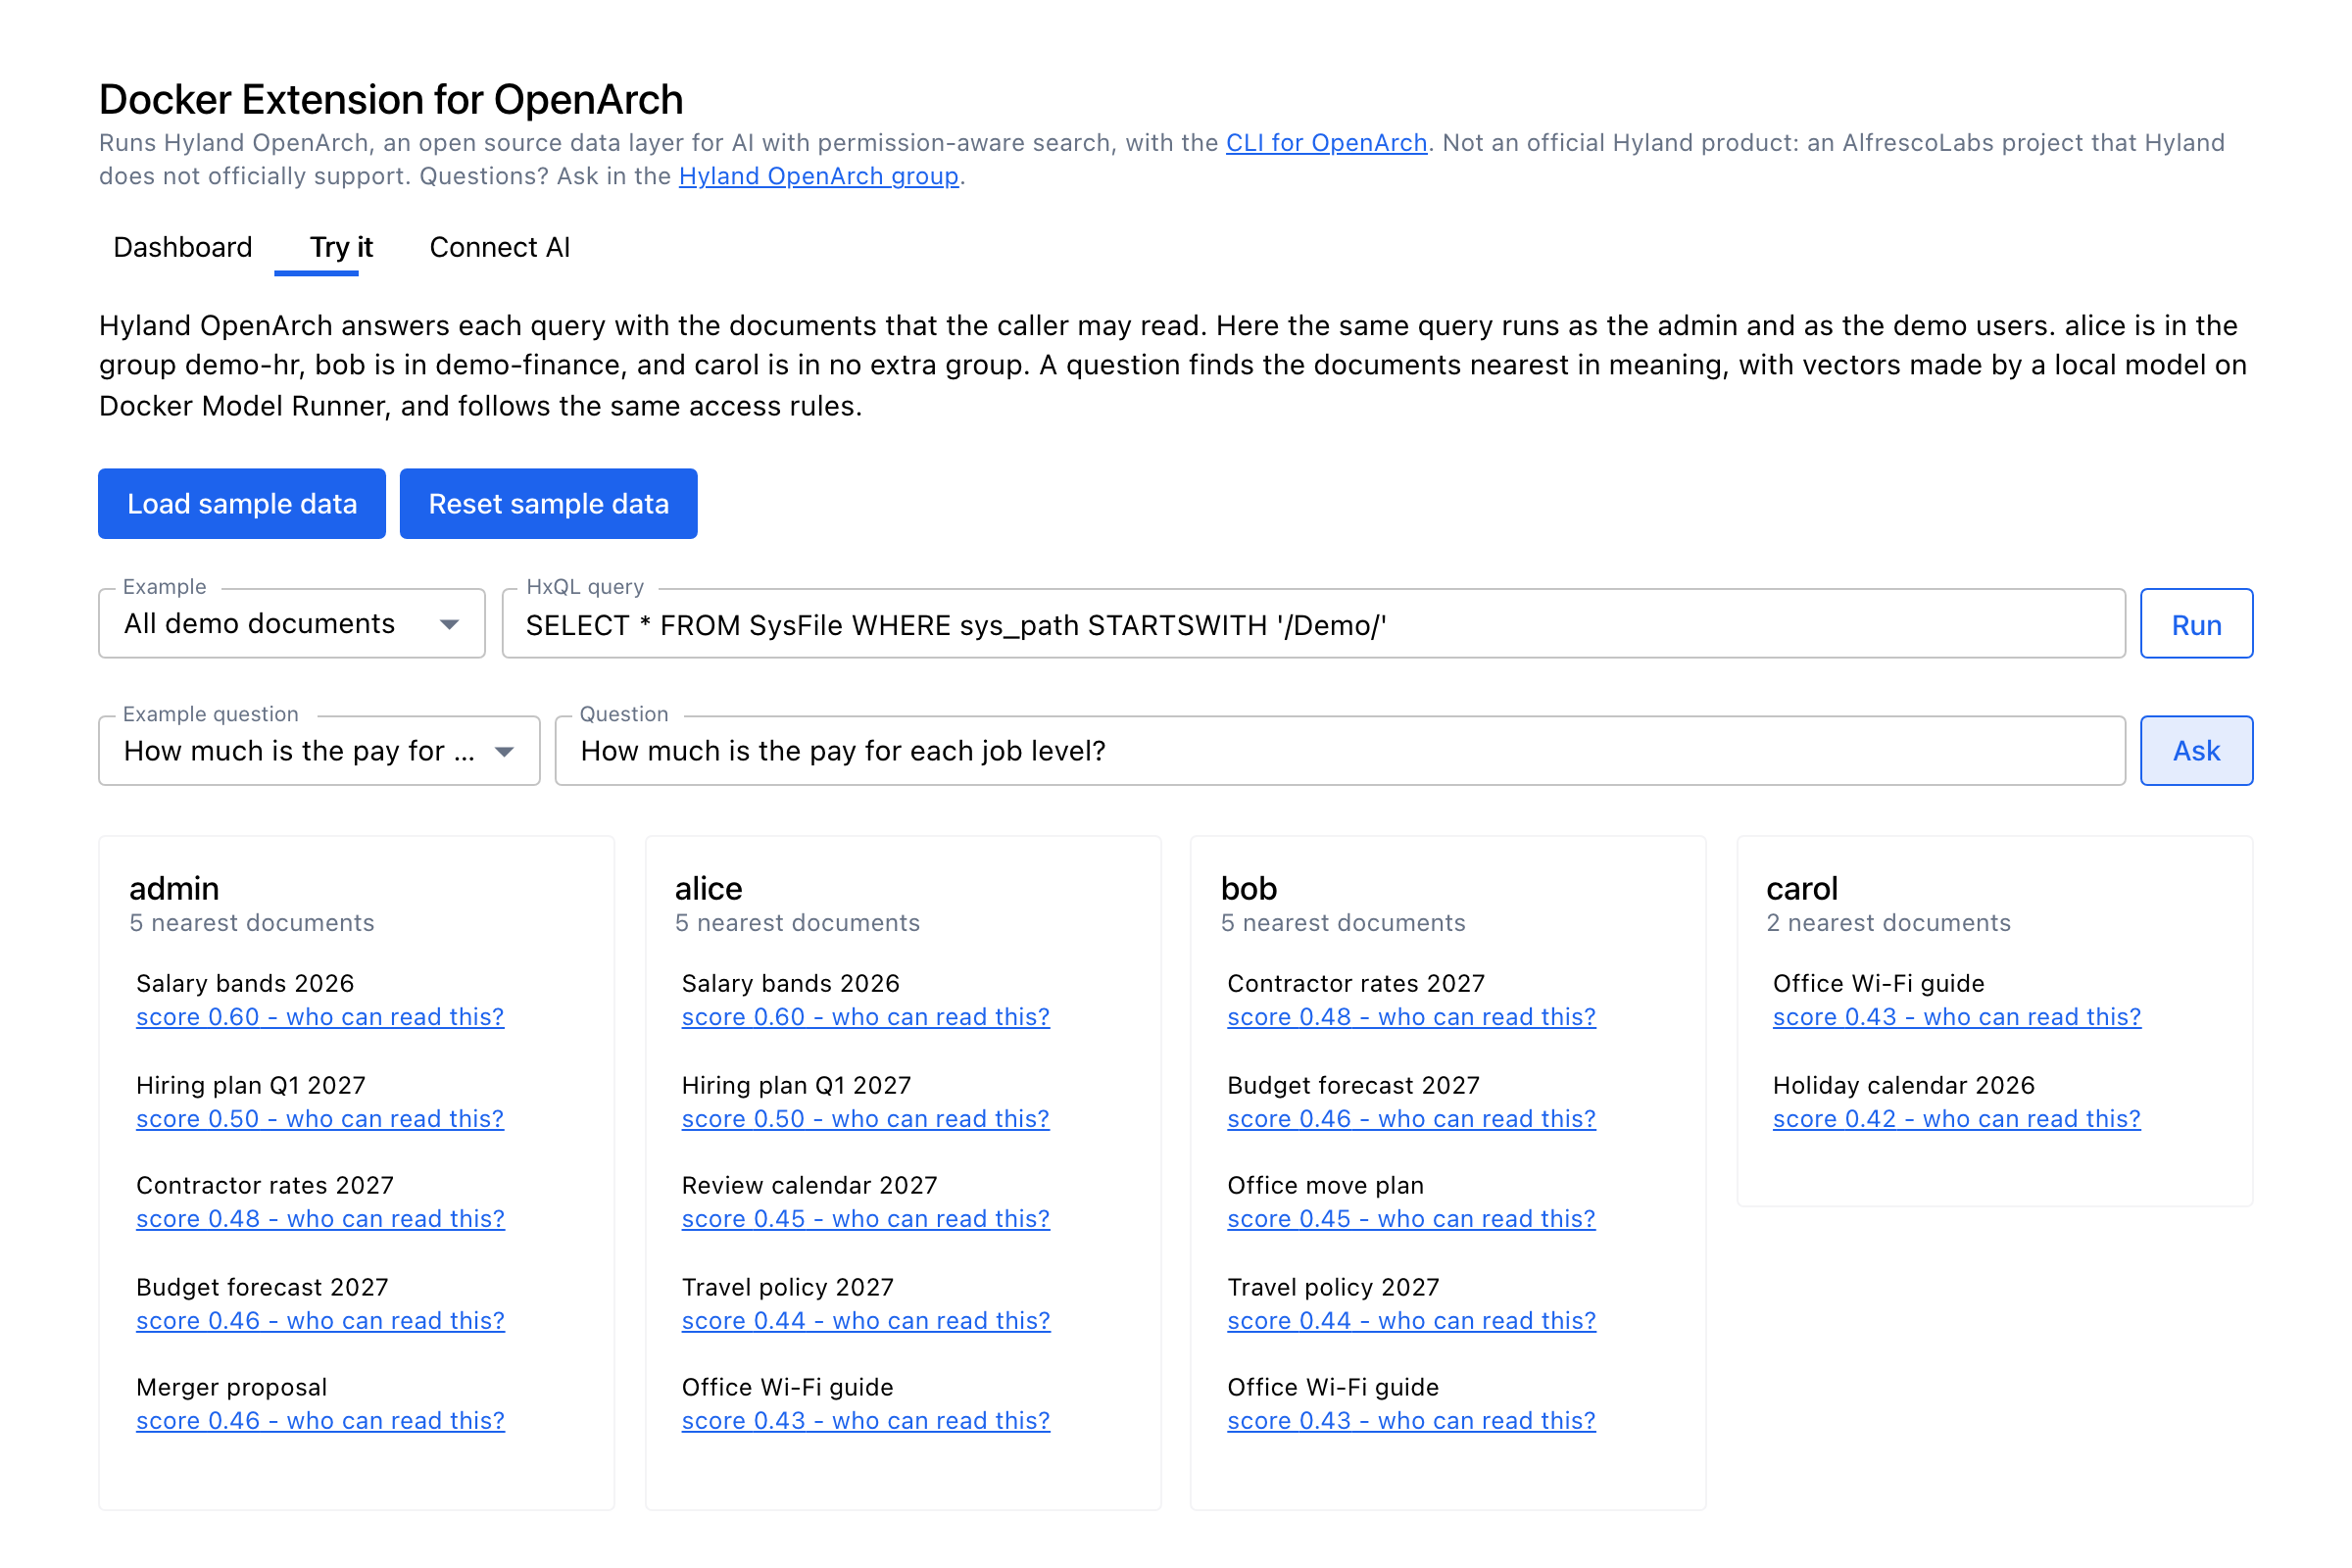 Docker Extension for OpenArch
Runs Hyland OpenArch, an open source data layer for AI with permission-aware search, with the CLI for OpenArch. Not an official Hyland product: an AlfrescoLabs project that Hyland
does not officially support. Questions? Ask in the Hyland OpenArch group.
Dashboard Try it Connect AI
Hyland OpenArch answers each query with the documents that the caller may read. Here the same query runs as the admin and as the demo users. alice is in the
group demo-hr, bob is in demo-finance, and carol is in no extra group. A question finds the documents nearest in meaning, with vectors made by a local model on
Docker Model Runner, and follows the same access rules.
Load sample data Reset sample data
Example
All demo documents
HxQL query
SELECT * FROM SysFile WHERE sys_path STARTSWITH '/Demo/'
Run
Example question
How much is the pay for ...
Question
How much is the pay for each job level?
Ask
admin
5 nearest documents
Salary bands 2026
score 0.60 - who can read this?
Hiring plan Q1 2027
score 0.50 - who can read this?
Contractor rates 2027
score 0.48 - who can read this?
Budget forecast 2027
score 0.46 - who can read this?
Merger proposal
score 0.46 - who can read this?
alice
5 nearest documents
Salary bands 2026
score 0.60 - who can read this?
Hiring plan Q1 2027
score 0.50 - who can read this?
Review calendar 2027
score 0.45 - who can read this?
Travel policy 2027
score 0.44 - who can read this?
Office Wi-Fi guide
score 0.43 - who can read this?
bob
5 nearest documents
Contractor rates 2027
score 0.48 - who can read this?
Budget forecast 2027
score 0.46 - who can read this?
Office move plan
score 0.45 - who can read this?
Travel policy 2027
score 0.44 - who can read this?
Office Wi-Fi guide
score 0.43 - who can read this?
carol
2 nearest documents
Office Wi-Fi guide
score 0.43 - who can read this?
Holiday calendar 2026
score 0.42 - who can read this?